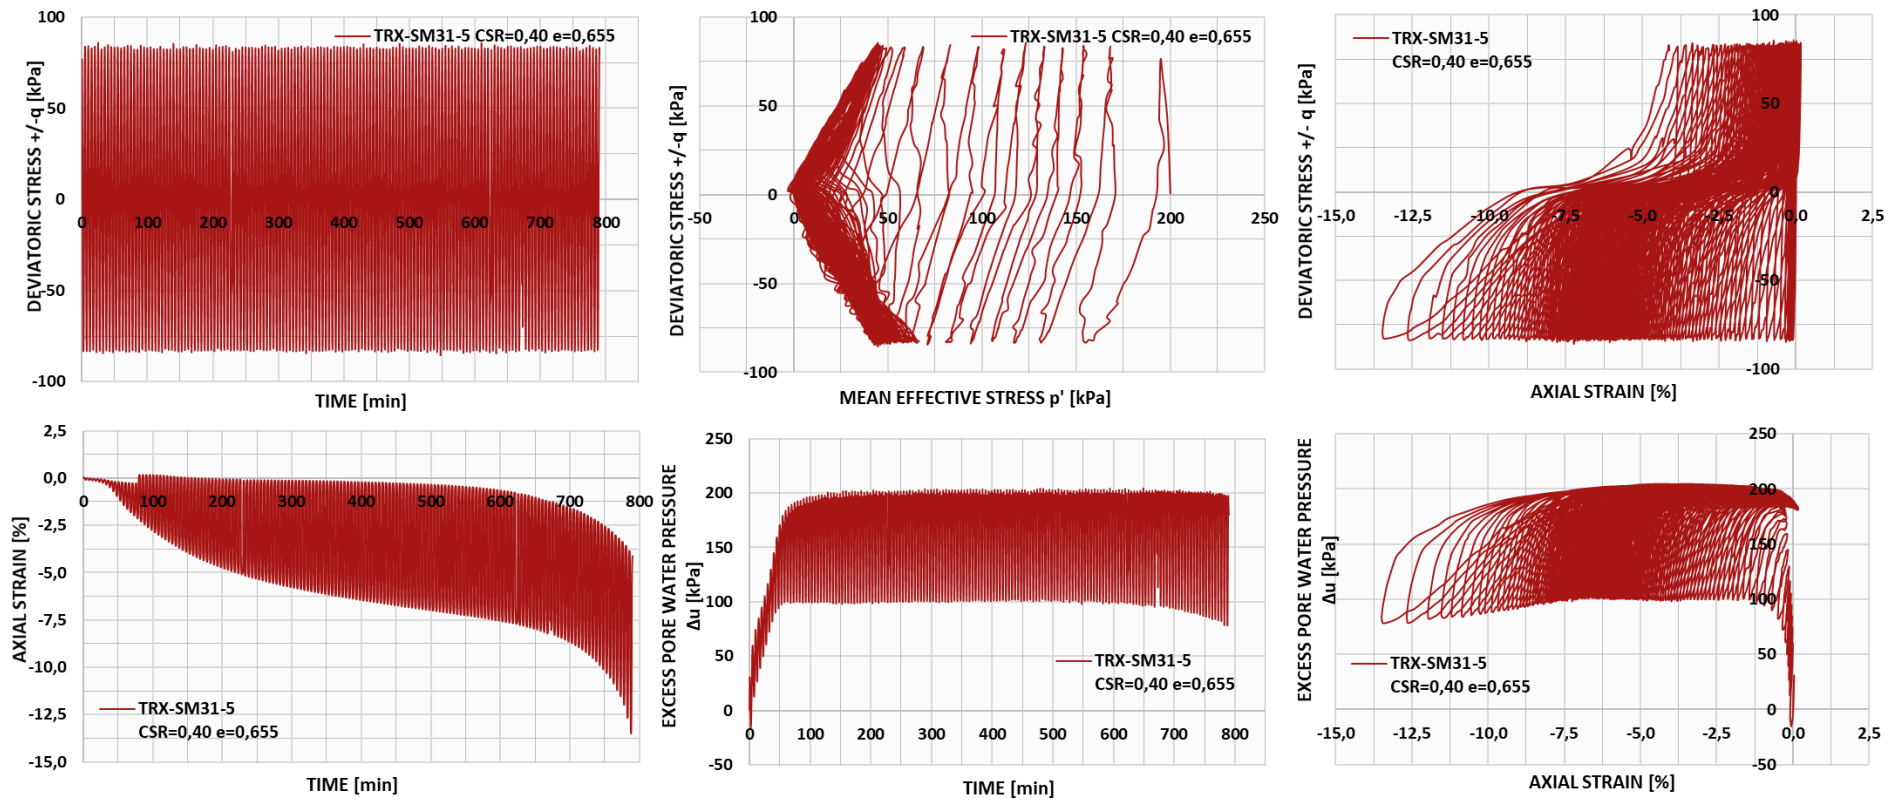 DEVIATORIC STRESS +/-q [kPa]
100
50
0
-50
-100
0 100 200 300 400 500 600 700 800
TRX-SM31-5 CSR=0,40 e=0,655
TIME [min]
DEVIATORIC STRESS +/-q [kPa]
100
50
0
-50
-100
-50 0 50 100 150 200 250
TRX-SM31-5 CSR=0,40 e=0,655
MEAN EFFECTIVE STRESS p' [kPa]
DEVIATORIC STRESS +/- q [kPa]
100
50
0
-50
-100
-15,0 -12,5 -10,0 -7,5 -5,0 -2,5 0,0 2,5
TRX-SM31-5
CSR=0,40 e=0,655
AXIAL STRAIN [%]
AXIAL STRAIN [%]
2,5
0,0
-2,5
-5,0
-7,5
-10,0
-12,5
-15,0
0 100 200 300 400 500 600 700 800
TRX-SM31-5
CSR=0,40 e=0,655
TIME [min]
EXCESS PORE WATER PRESSURE
Δu [kPa]
250
200
150
100
50
0
-50
0 100 200 300 400 500 600 700 800
TRX-SM31-5
CSR=0,40 e=0,655
TIME [min]
EXCESS PORE WATER PRESSURE
Δu [kPa]
250
200
150
100
50
0
-50
-15,0 -12,5 -10,0 -7,5 -5,0 -2,5 0,0 2,5
TRX-SM31-5
CSR=0,40 e=0,655
AXIAL STRAIN [%]